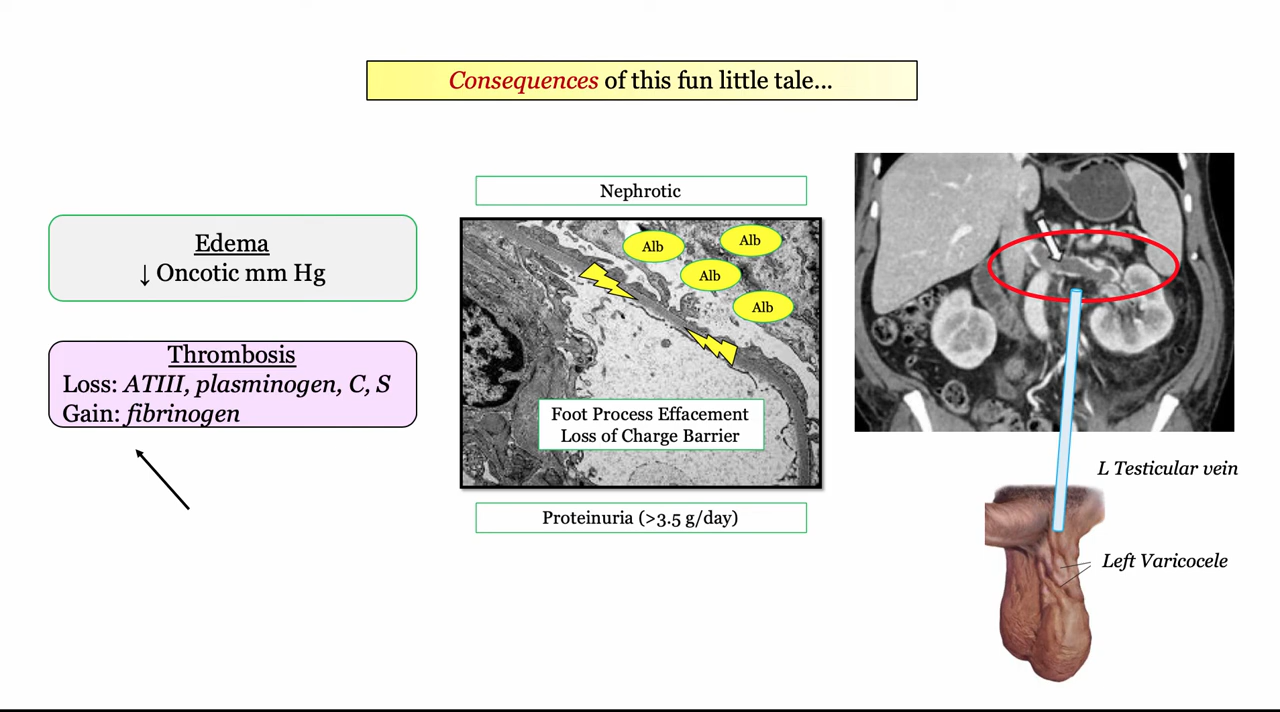 Consequences of this fun little tale...
Edema
↓ Oncotic mm Hg
Thrombosis
Loss: ATIII, plasminogen, C, S
Gain: fibrinogen
Nephrotic
Alb
Alb
Alb
Alb
Foot Process Effacement
Loss of Charge Barrier
Proteinuria (>3.5 g/day)
L Testicular vein
Left Varicocele